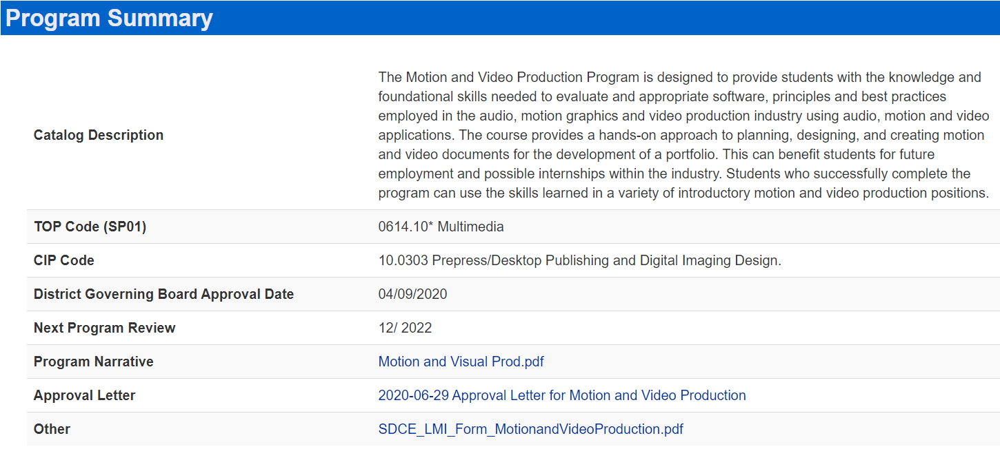 Program Summary
The Motion and Video Production Program is designed to provide students with the knowledge and
foundational skills needed to evaluate and appropriate software, principles and best practices
employed in the audio, motion graphics and video production industry using audio, motion and video
Catalog Description
applications. The course provides a hands-on approach to planning, designing, and creating motion
and video documents for the development of a portfolio. This can benefit students for future
employment and possible internships within the industry. Students who successfully complete the
program can use the skills learned in a variety of introductory motion and video production positions.
TOP Code (SP01) 0614.10* Multimedia
CIP Code 10.0303 Prepress/Desktop Publishing and Digital Imaging Design.
District Governing Board Approval Date 04/09/2020
Next Program Review 12/ 2022
Program Narrative Motion and Visual Prod.pdf
Approval Letter 2020-06-29 Approval Letter for Motion and Video Production
Other SDCE_LMI_Form_MotionandVideoProduction.pdf